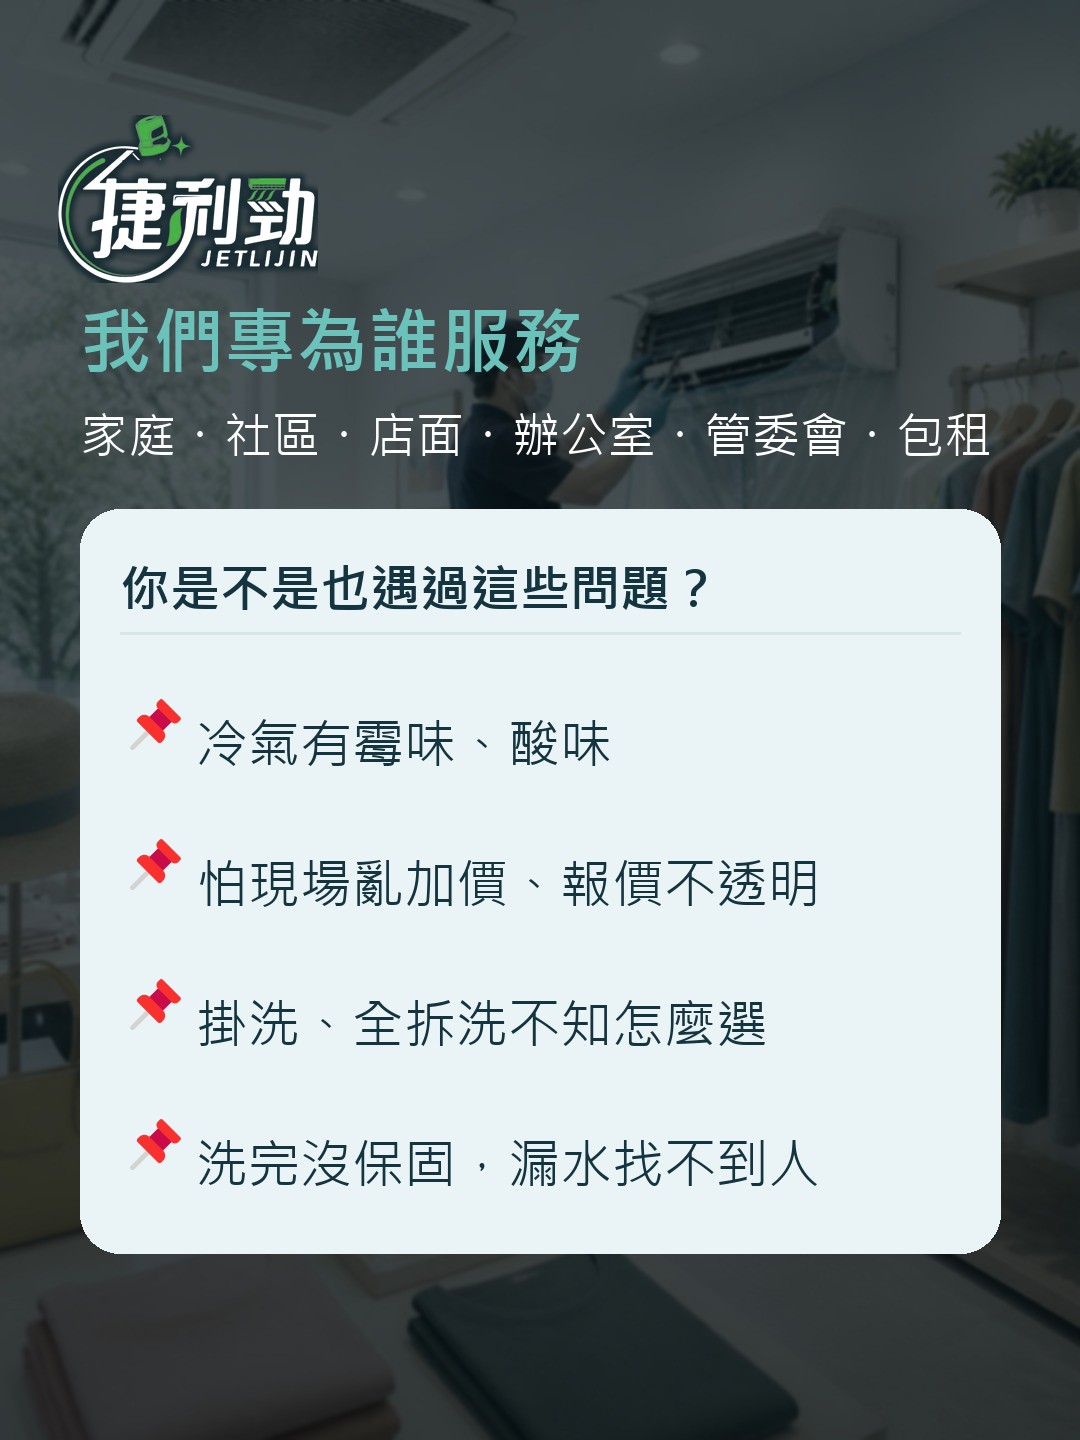 捷利勁
JETLIJIN
我們專為誰服務
家庭．社區．店面．辦公室．管委會．包租
你是不是也遇過這些問題？
📌 冷氣有霉味、酸味
📌 怕現場亂加價、報價不透明
📌 掛洗、全拆洗不知怎麼選
📌 洗完沒保固，漏水找不到人